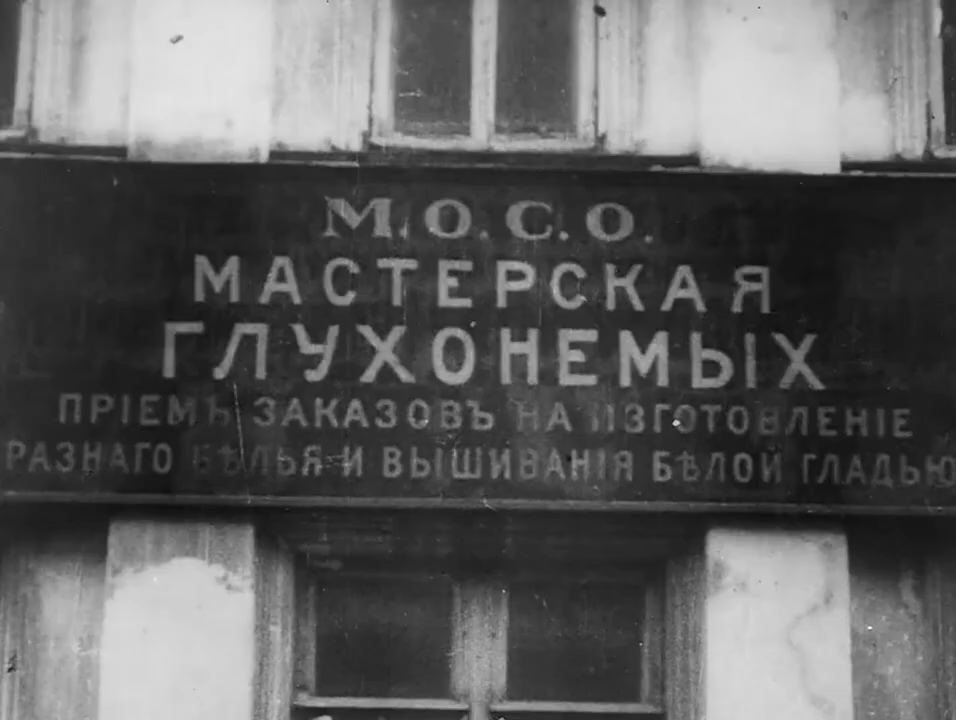 М.О.С.О.
МАСТЕРСКАЯ
ГЛУХОНЕМЫХ
ПРІЕМЪ ЗАКАЗОВЪ НА ИЗГОТОВЛЕНІЕ
РАЗНАГО БѢЛЬЯ И ВЫШИВАНІЯ БѢЛОЙ ГЛАДЬЮ